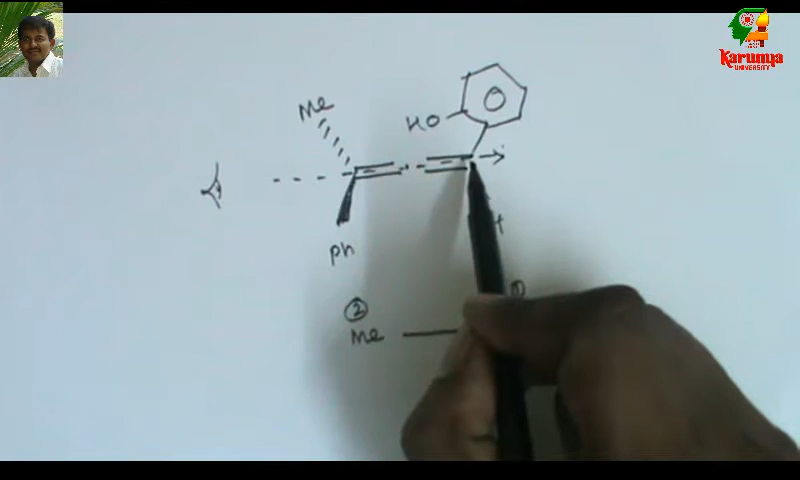 Karunya
UNIVERSITY
Me
HO
Ph
②
①
Me